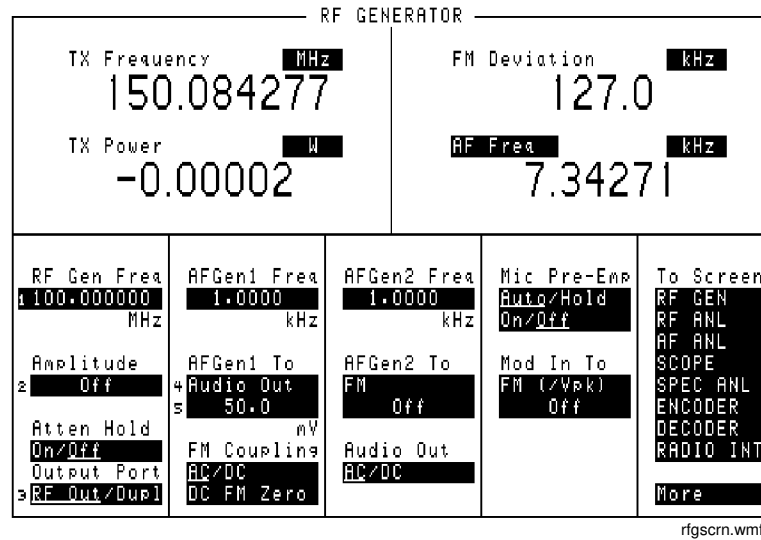 RF GENERATOR
TX Frequency MHz
150.084277
FM Deviation kHz
127.0
TX Power W
-0.00002
AF Freq kHz
7.34271
RF Gen Freq
1 100.000000
MHz
Amplitude
2 Off
Atten Hold
On/Off
Output Port
3 RF Out/Dupl
AFGen1 Freq
1.0000
kHz
AFGen1 To
4 Audio Out
5 50.0
mV
FM Coupling
AC/DC
DC FM Zero
AFGen2 Freq
1.0000
kHz
AFGen2 To
FM
Off
Audio Out
AC/DC
Mic Pre-Emp
Auto/Hold
On/Off
Mod In To
FM (/Vpk)
Off
To Screen
RF GEN
RF ANL
AF ANL
SCOPE
SPEC ANL
ENCODER
DECODER
RADIO INT
More
rfgscrn.wmf